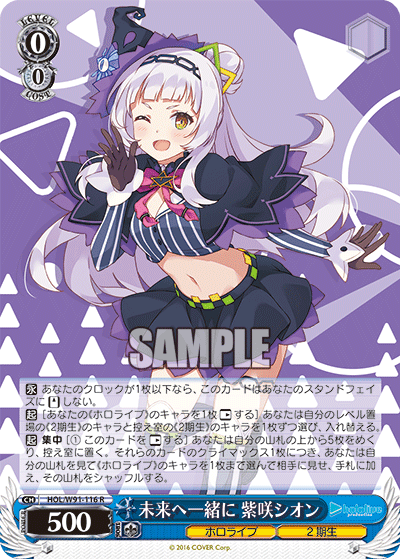 LEVEL
0
0
COST
SAMPLE
永 あなたのクロックが1枚以下なら、このカードはあなたのスタンドフェイ
ズに【スタンド】しない。
起 [あなたの《ホロライブ》のキャラを1枚レストする] あなたは自分のレベル置
場の《2期生》のキャラと控え室の《2期生》のキャラを1枚ずつ選び、入れ替える。
起 集中 [① このカードをレストする] あなたは自分の山札の上から5枚をめく
り、控え室に置く。それらのカードのクライマックス1枚につき、あなたは自
分の山札を見て《ホロライブ》のキャラを1枚まで選んで相手に見せ、手札に加
え、その山札をシャッフルする。
CH HOL/W91-116 R
500
未来へ一緒に 紫咲シオン
hololive
production
ホロライブ
2期生
© 2016 COVER Corp.